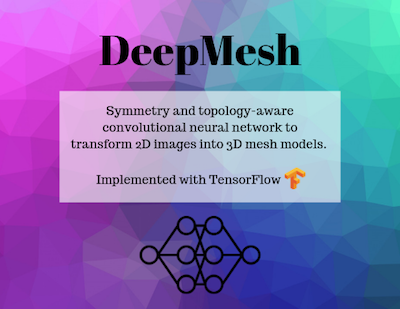 DeepMesh
Symmetry and topology-aware
convolutional neural network to
transform 2D images into 3D mesh models.
Implemented with TensorFlow